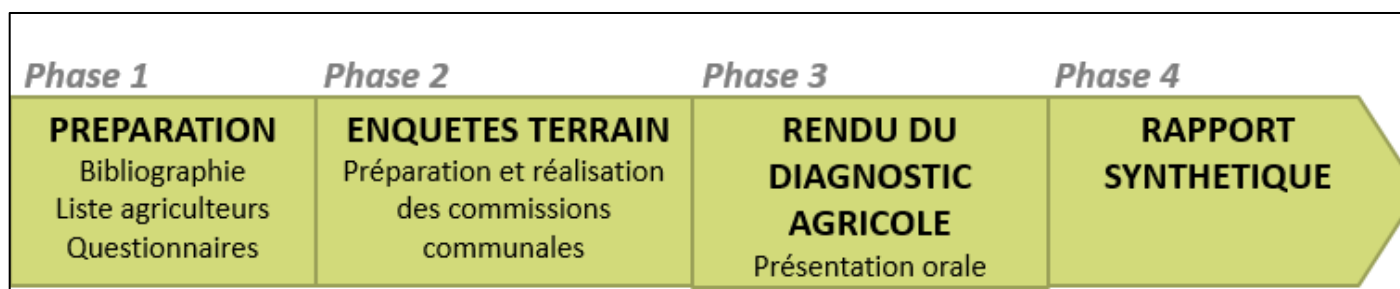 Phase 1
Phase 2
Phase 3
Phase 4
PREPARATION
Bibliographie
Liste agriculteurs
Questionnaires
ENQUETES TERRAIN
Préparation et réalisation
des commissions
communales
RENDU DU
DIAGNOSTIC
AGRICOLE
Présentation orale
RAPPORT
SYNTHETIQUE